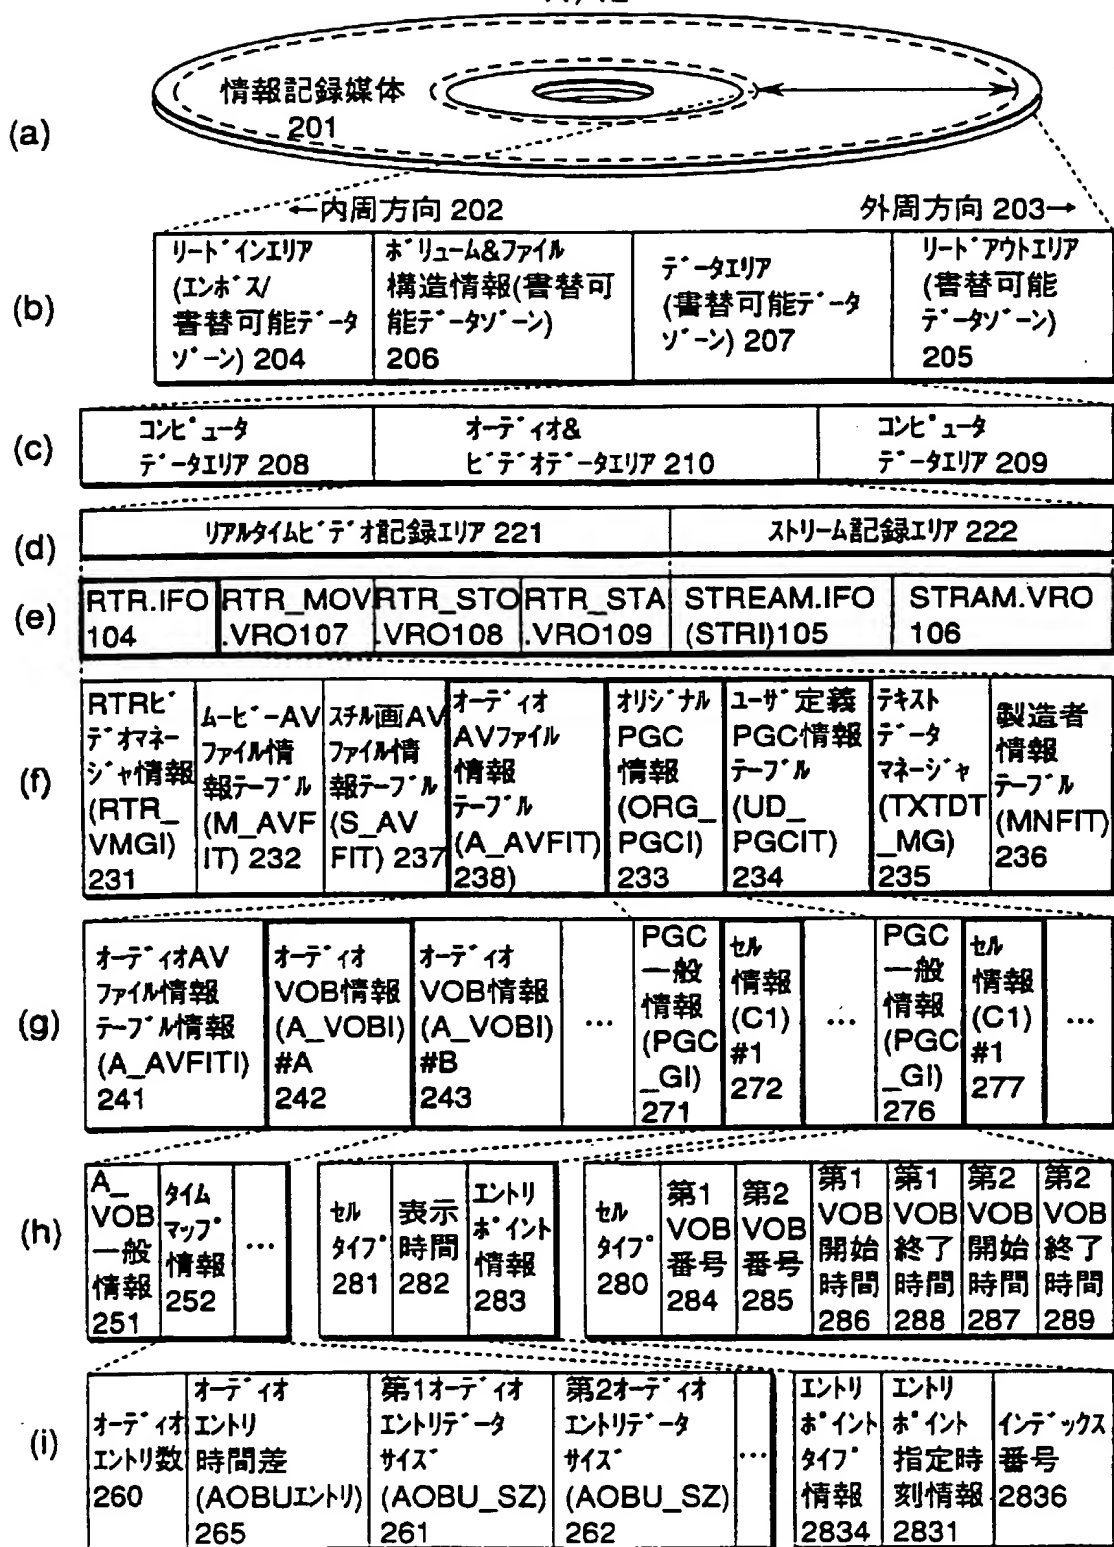 (a)
情報記録媒体
201
←内周方向 202
外周方向 203→
(b)
リードインエリア
(エンボス/
書替可能データ
ゾーン) 204
ボリューム&ファイル
構造情報(書替可
能データゾーン)
206
データエリア
(書替可能データ
ゾーン) 207
リードアウトエリア
(書替可能
データゾーン)
205
(c)
コンピュータ
データエリア 208
オーディオ&
ビデオデータエリア 210
コンピュータ
データエリア 209
(d)
リアルタイムビデオ記録エリア 221
ストリーム記録エリア 222
(e)
RTR.IFO
104
RTR_MOV
.VRO107
RTR_STO
.VRO108
RTR_STA
.VRO109
STREAM.IFO
(STRI)105
STRAM.VRO
106
(f)
RTRビ
デオマネー
ジャ情報
(RTR_
VMGI)
231
ムービーAV
ファイル情
報テーブル
(M_AVF
IT) 232
スチル画AV
ファイル情
報テーブル
(S_AV
FIT) 237
オーディオ
AVファイル
情報
テーブル
(A_AVFIT)
238)
オリジナル
PGC
情報
(ORG_
PGCI)
233
ユーザ定義
PGC情報
テーブル
(UD_
PGCIT)
234
テキスト
データ
マネージャ
(TXTDT
_MG)
235
製造者
情報
テーブル
(MNFIT)
236
(g)
オーディオAV
ファイル情報
テーブル情報
(A_AVFITI)
241
オーディオ
VOB情報
(A_VOBI)
#A
242
オーディオ
VOB情報
(A_VOBI)
#B
243
…
PGC
一般
情報
(PGC
_GI)
271
セル
情報
(C1)
#1
272
…
PGC
一般
情報
(PGC
_GI)
276
セル
情報
(C1)
#1
277
…
(h)
A_
VOB
一般
情報
251
タイム
マップ
情報
252
…
セル
タイプ
281
表示
時間
282
エントリ
ポイント
情報
283
セル
タイプ
280
第1
VOB
番号
284
第2
VOB
番号
285
第1
VOB
開始
時間
286
第1
VOB
終了
時間
288
第2
VOB
開始
時間
287
第2
VOB
終了
時間
289
(i)
オーディオ
エントリ数
260
オーディオ
エントリ
時間差
(AOBUエントリ)
265
第1オーディオ
エントリデータ
サイズ
(AOBU_SZ)
261
第2オーディオ
エントリデータ
サイズ
(AOBU_SZ)
262
…
エントリ
ポイント
タイプ
情報
2834
エントリ
ポイント
指定時
刻情報
2831
インデックス
番号
2836